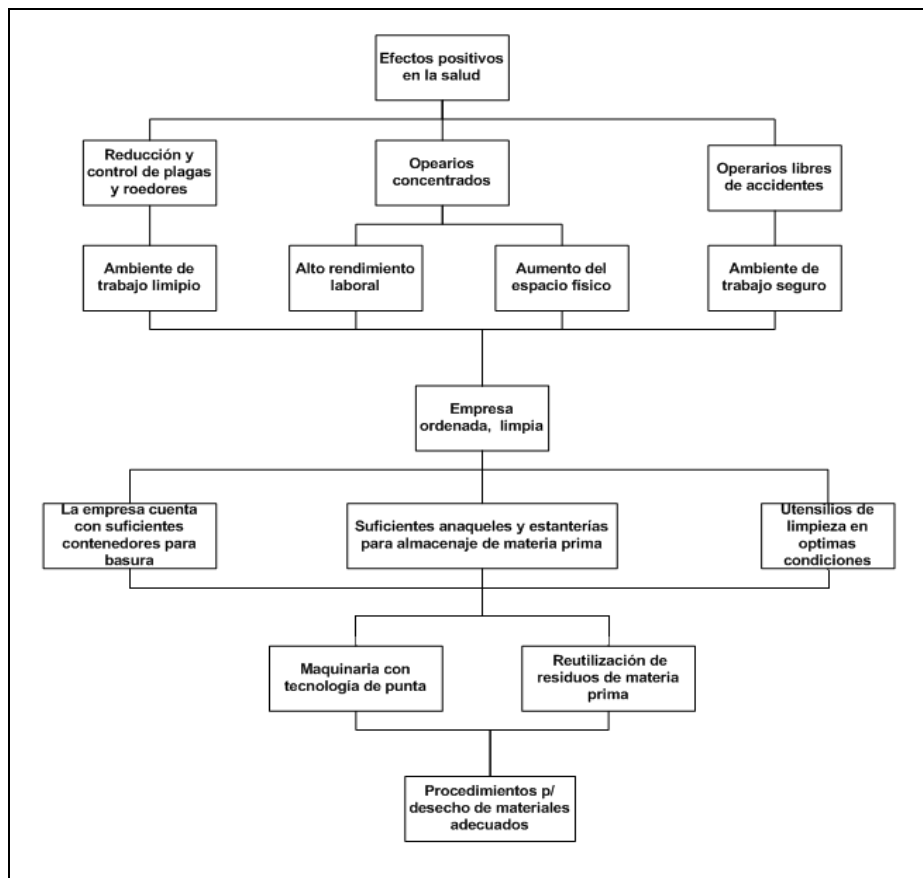 Efectos positivos
en la salud
Reducción y
control de plagas
y roedores
Opearios
concentrados
Operarios libres
de accidentes
Ambiente de
trabajo limipio
Alto rendimiento
laboral
Aumento del
espacio físico
Ambiente de
trabajo seguro
Empresa
ordenada, limpia
La empresa cuenta
con suficientes
contenedores para
basura
Suficientes anaqueles y estanterías
para almacenaje de materia prima
Utensilios de
limpieza en
optimas
condiciones
Maquinaria con
tecnología de punta
Reutilización de
residuos de materia
prima
Procedimientos p/
desecho de materiales
adecuados